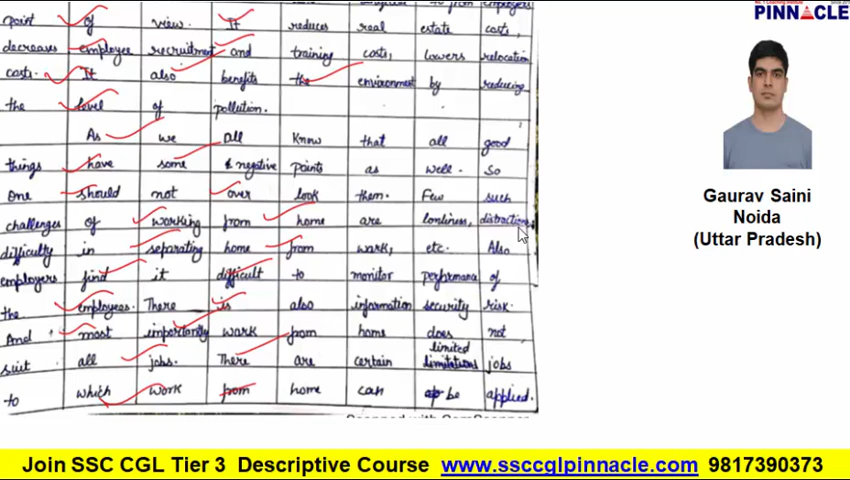 PINNACLE
point of view. It reduces real estate costs,
decreases employee recruitment and training costs, lowers relocation
costs. It also benefits the environment by reducing
the level of pollution.
As we all know that all good
things have some negative points as well. So
one should not over look them. Few such
challenges of working from home are lonliness, distractions,
difficulty in separating home from work, etc. Also
employers find it difficult to monitor performance of
the employees. There is also information security risk.
And most importantly work from home does not
suit all jobs. There are certain limited jobs
to which work from home can be applied.
Gaurav Saini
Noida
(Uttar Pradesh)
Join SSC CGL Tier 3 Descriptive Course www.ssccglpinnacle.com 9817390373